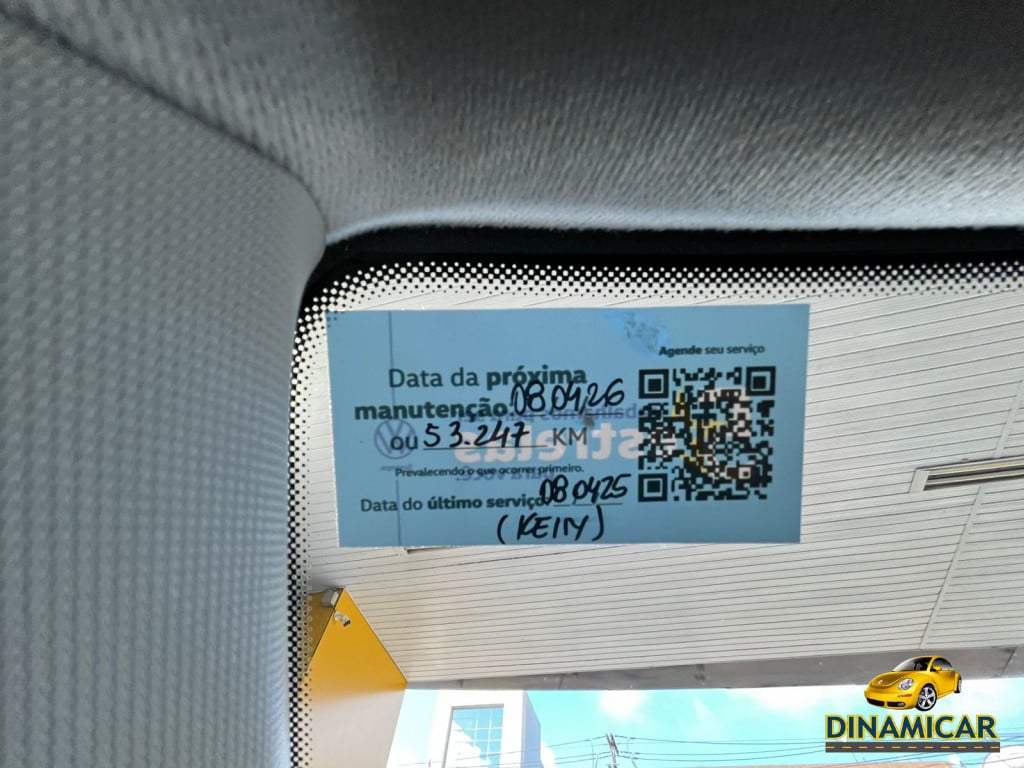 Agende seu serviço
Data da próxima
manutenção 08.04.26
ou 53.247 KM
Prevalecendo o que ocorrer primeiro.
Data do último serviço 08.04.25
(KEIIY)
DINAMICAR